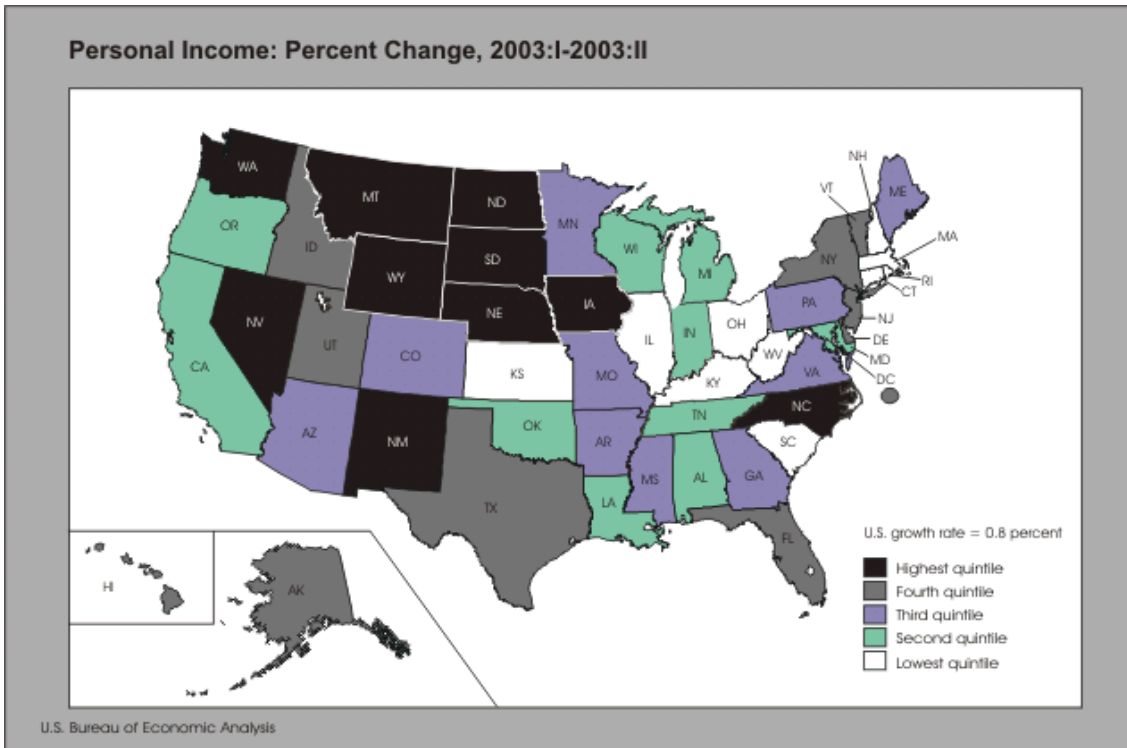 Personal Income: Percent Change, 2003:I-2003:II
WA
MT
ND
MN
OR
ID
SD
WY
WI
MI
NH
VT
ME
NY
MA
RI
CT
NV
NE
IA
PA
NJ
CA
UT
CO
IL
IN
OH
DE
MD
DC
KS
MO
WV
VA
KY
AZ
NM
OK
TN
NC
AR
SC
TX
LA
MS
AL
GA
FL
U.S. growth rate = 0.8 percent
HI
AK
Highest quintile
Fourth quintile
Third quintile
Second quintile
Lowest quintile
U.S. Bureau of Economic Analysis